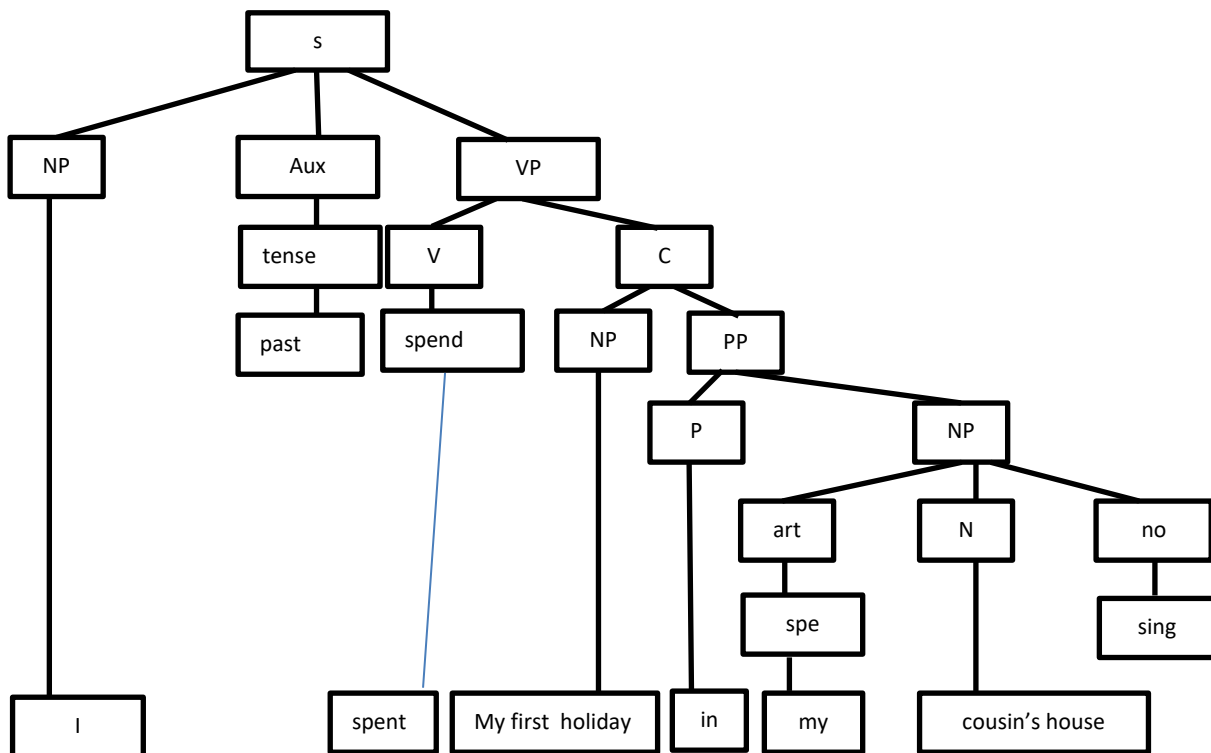 s
NP Aux VP
tense V C
past spend NP PP
P NP
art N no
spe sing
I spent My first holiday in my cousin’s house